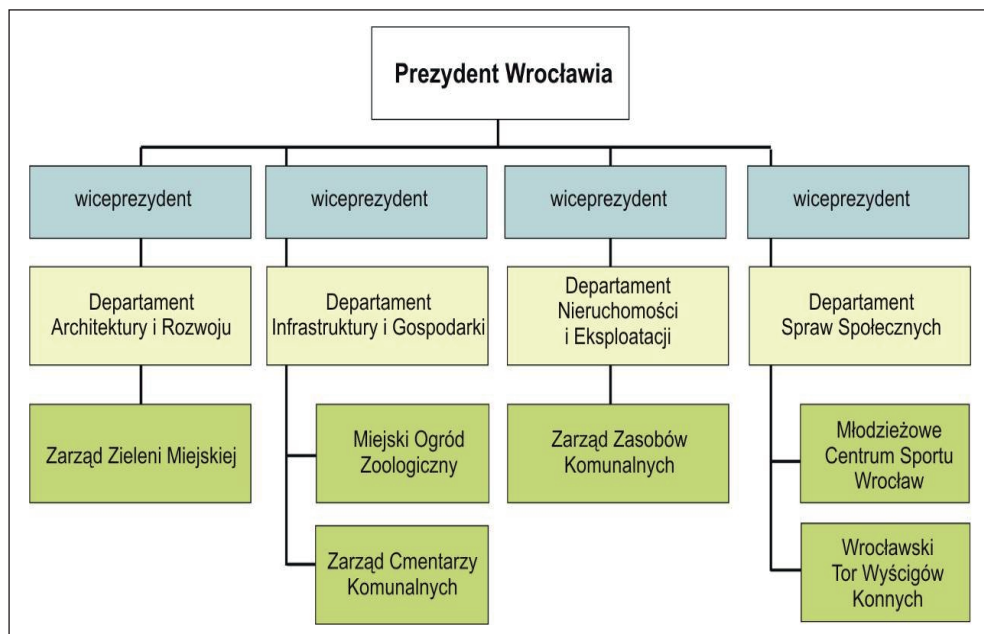 Prezydent Wrocławia
wiceprezydent
wiceprezydent
wiceprezydent
wiceprezydent
Departament
Architektury i Rozwoju
Departament
Infrastruktury i Gospodarki
Departament
Nieruchomości
i Eksploatacji
Departament
Spraw Społecznych
Zarząd Zieleni Miejskiej
Miejski Ogród
Zoologiczny
Zarząd Zasobów
Komunalnych
Młodzieżowe
Centrum Sportu
Wrocław
Zarząd Cmentarzy
Komunalnych
Wrocławski
Tor Wyścigów
Konnych